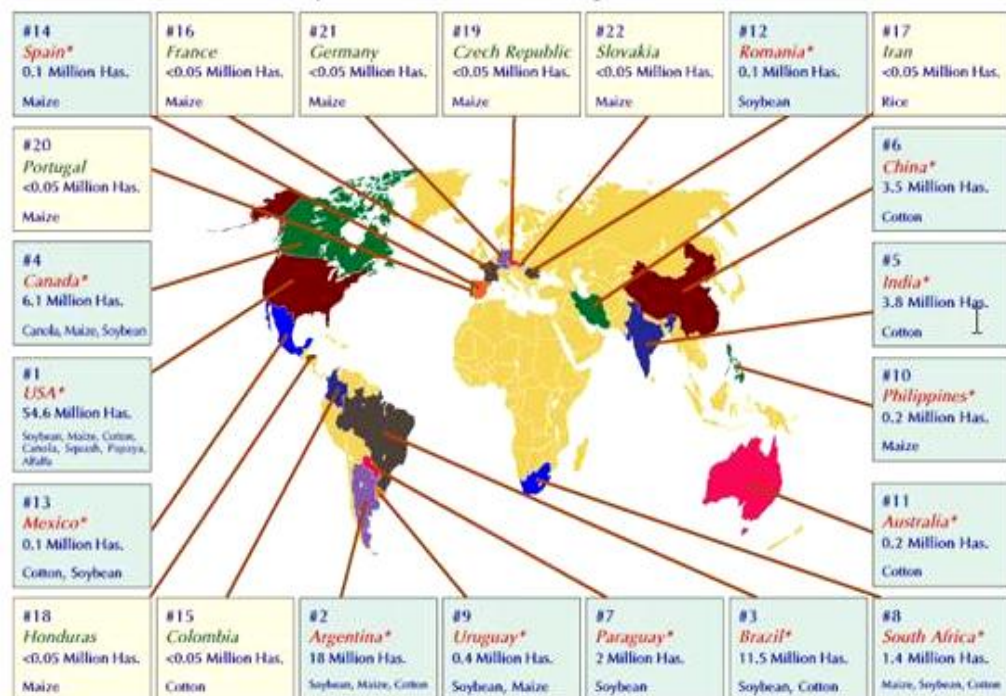 #14
Spain*
0.1 Million Has.
Maize
#16
France
<0.05 Million Has.
Maize
#21
Germany
<0.05 Million Has.
Maize
#19
Czech Republic
<0.05 Million Has.
Maize
#22
Slovakia
<0.05 Million Has.
Maize
#12
Romania*
0.1 Million Has.
Soybean
#17
Iran
<0.05 Million Has.
Rice
#20
Portugal
<0.05 Million Has.
Maize
#6
China*
3.5 Million Has.
Cotton
#4
Canada*
6.1 Million Has.
Canola, Maize, Soybean
#5
India*
3.8 Million Has.
Cotton
#1
USA*
54.6 Million Has.
Soybean, Maize, Cotton,
Canola, Squash, Papaya,
Alfalfa
#10
Philippines*
0.2 Million Has.
Maize
#13
Mexico*
0.1 Million Has.
Cotton, Soybean
#11
Australia*
0.2 Million Has.
Cotton
#18
Honduras
<0.05 Million Has.
Maize
#15
Colombia
<0.05 Million Has.
Cotton
#2
Argentina*
18 Million Has.
Soybean, Maize, Cotton
#9
Uruguay*
0.4 Million Has.
Soybean, Maize
#7
Paraguay*
2 Million Has.
Soybean
#3
Brazil*
11.5 Million Has.
Soybean, Cotton
#8
South Africa*
1.4 Million Has.
Maize, Soybean, Cotton